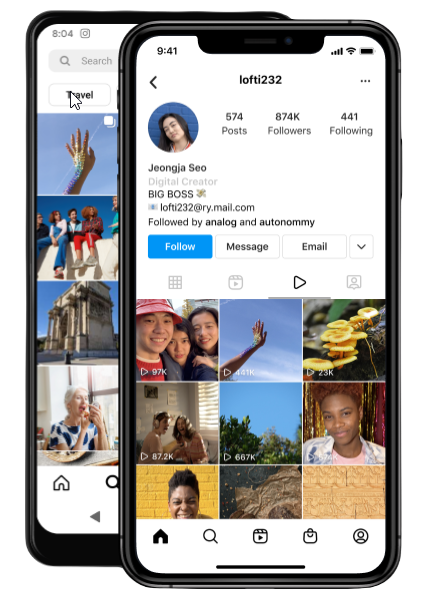 8:04
Search
Travel
9:41
lofti232
574
874K
441
Posts
Followers
Following
Jeongja Seo
Digital Creator
BIG BOSS 💸
📧 lofti232@ry.mail.com
Followed by analog and autonommy
Follow
Message
Email
97K
441K
23K
87.2K
667K